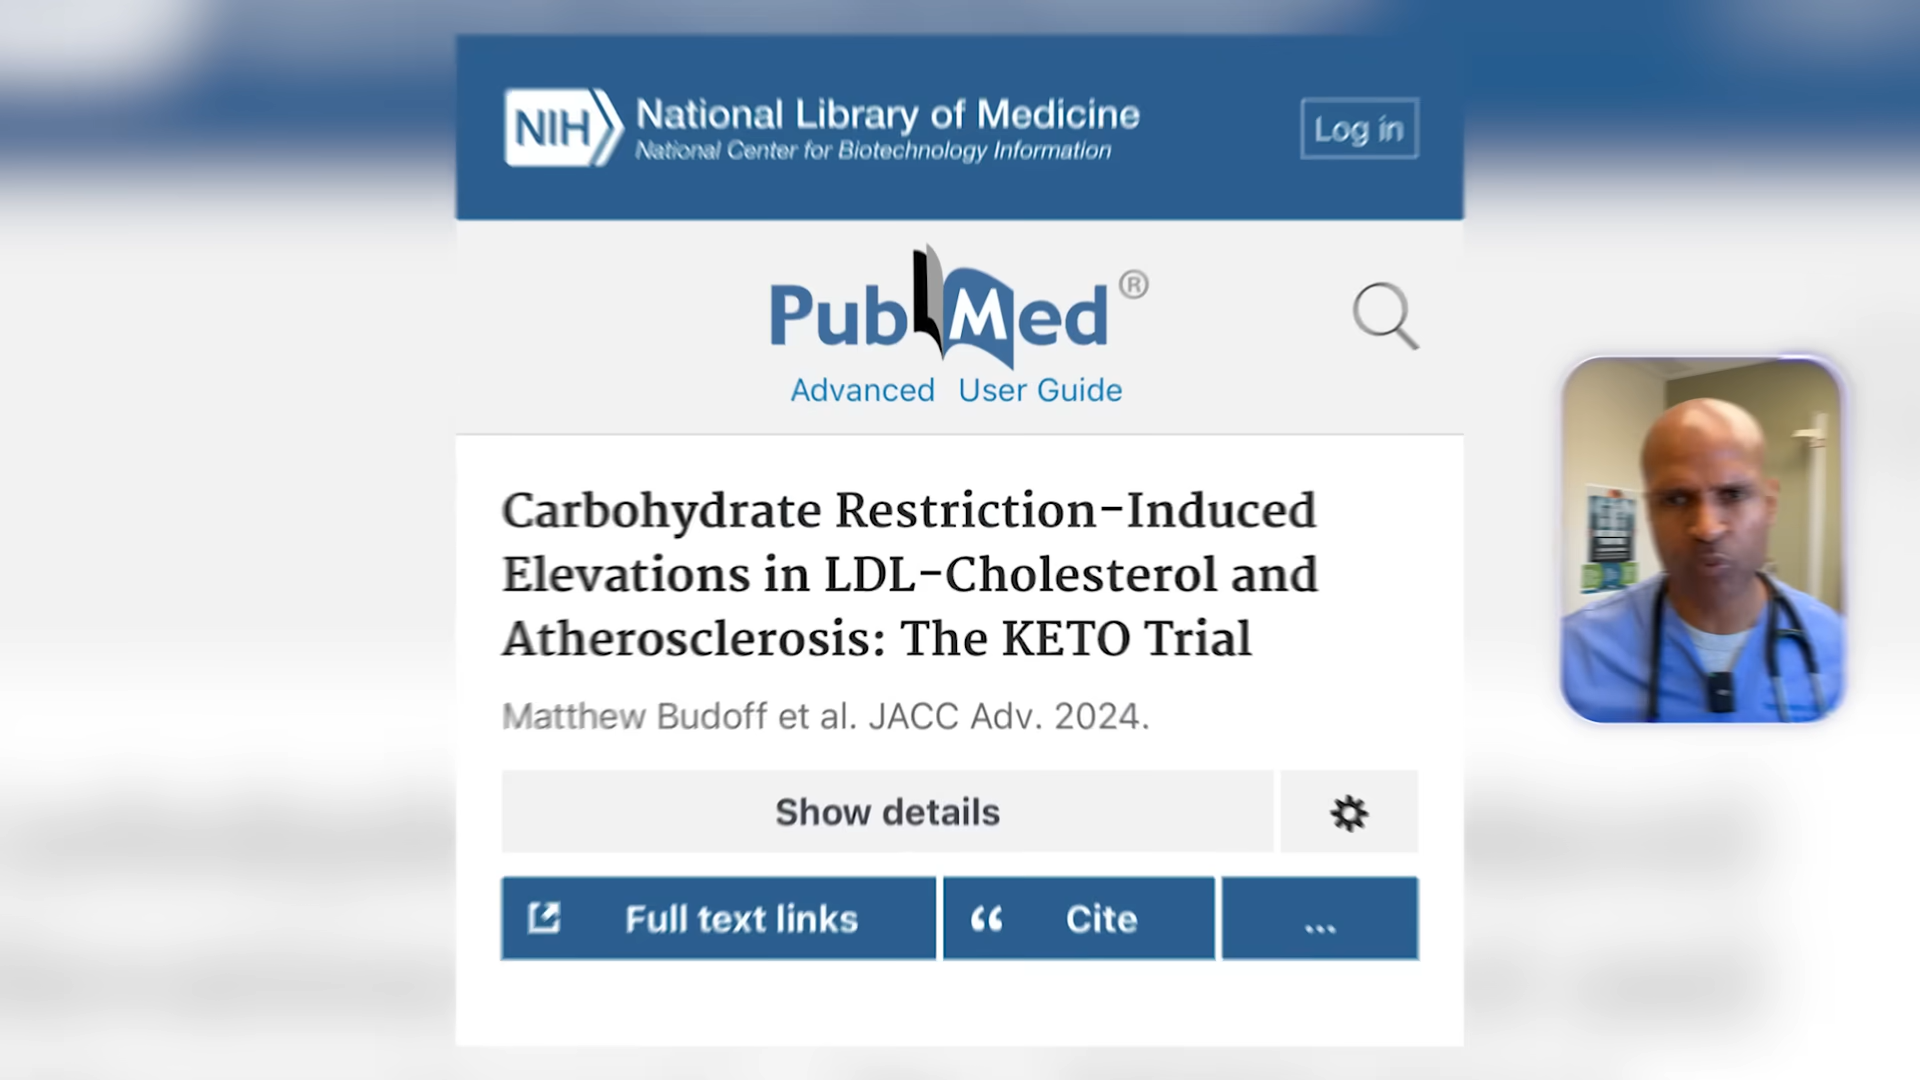 NIH
National Library of Medicine
National Center for Biotechnology Information
Log in
PubMed®
Advanced User Guide
Carbohydrate Restriction-Induced
Elevations in LDL-Cholesterol and
Atherosclerosis: The KETO Trial
Matthew Budoff et al. JACC Adv. 2024.
Show details
Full text links
“ Cite
...